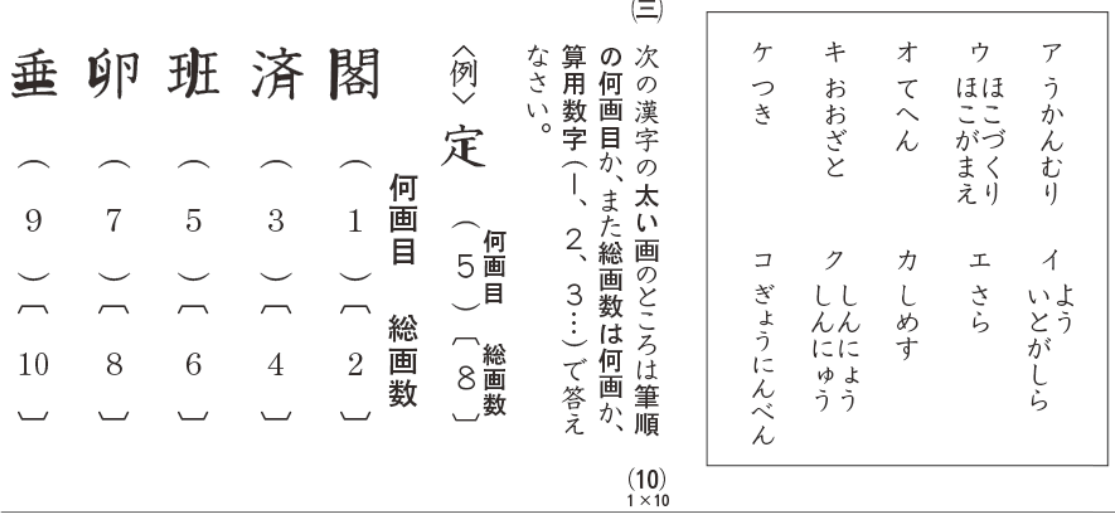 ア うかんむり
イ よう
いとがしら
ウ ほこづくり
ほこがまえ
エ さら
オ てへん
カ しめす
キ おおざと
ク しんにょう
しんにゅう
ケ つき
コ ぎょうにんべん
(三) 次の漢字の太い画のところは筆順
の何画目か、また総画数は何画か、
算用数字(1、2、3…)で答え
なさい。
(10)
1×10
〈例〉定
何画目 総画数
(5)〔8〕
何画目 総画数
閣 (1)〔2〕
済 (3)〔4〕
班 (5)〔6〕
卵 (7)〔8〕
垂 (9)〔10〕